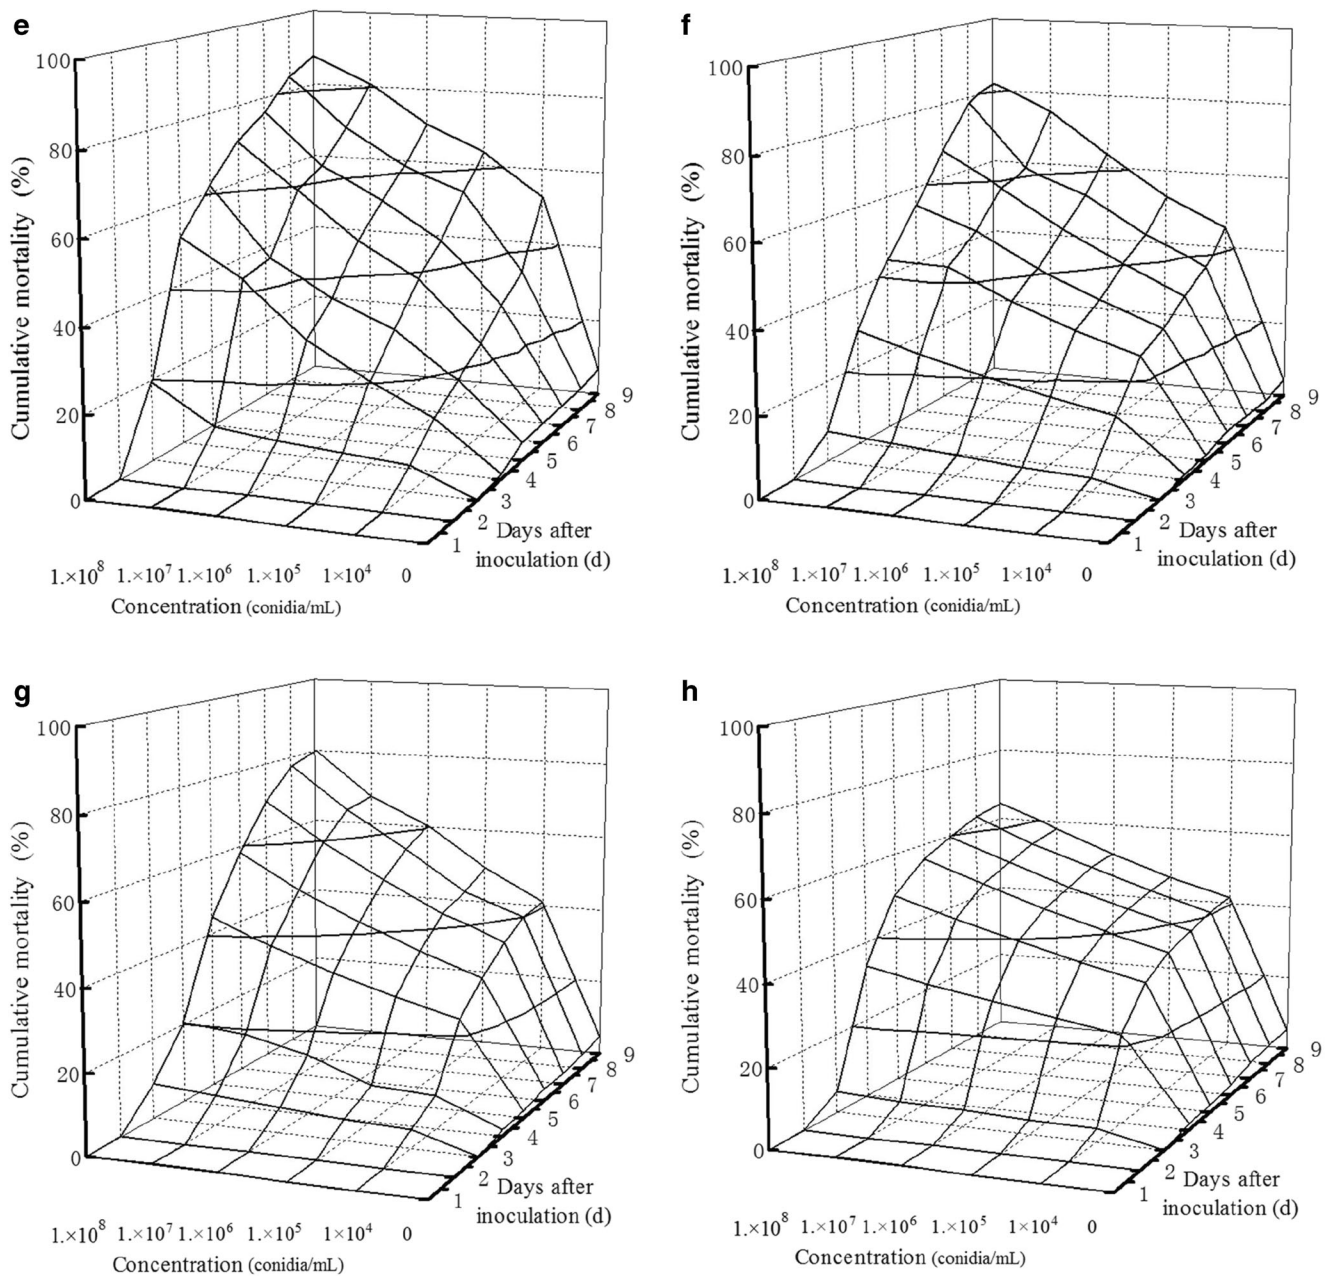 e
100
80
60
40
20
0
Cumulative mortality (%)
1.×10⁸ 1.×10⁷ 1.×10⁶ 1.×10⁵ 1×10⁴ 0
Concentration (conidia/mL)
1 2 3 4 5 6 7 8 9
Days after
inoculation (d)
f
100
80
60
40
20
0
Cumulative mortality (%)
1.×10⁸ 1.×10⁷ 1.×10⁶ 1.×10⁵ 1×10⁴ 0
Concentration (conidia/mL)
1 2 3 4 5 6 7 8 9
Days after
inoculation (d)
g
100
80
60
40
20
0
Cumulative mortality (%)
1.×10⁸ 1.×10⁷ 1.×10⁶ 1.×10⁵ 1×10⁴ 0
Concentration (conidia/mL)
1 2 3 4 5 6 7 8 9
Days after
inoculation (d)
h
100
80
60
40
20
0
Cumulative mortality (%)
1.×10⁸ 1.×10⁷ 1.×10⁶ 1.×10⁵ 1×10⁴ 0
Concentration (conidia/mL)
1 2 3 4 5 6 7 8 9
Days after
inoculation (d)